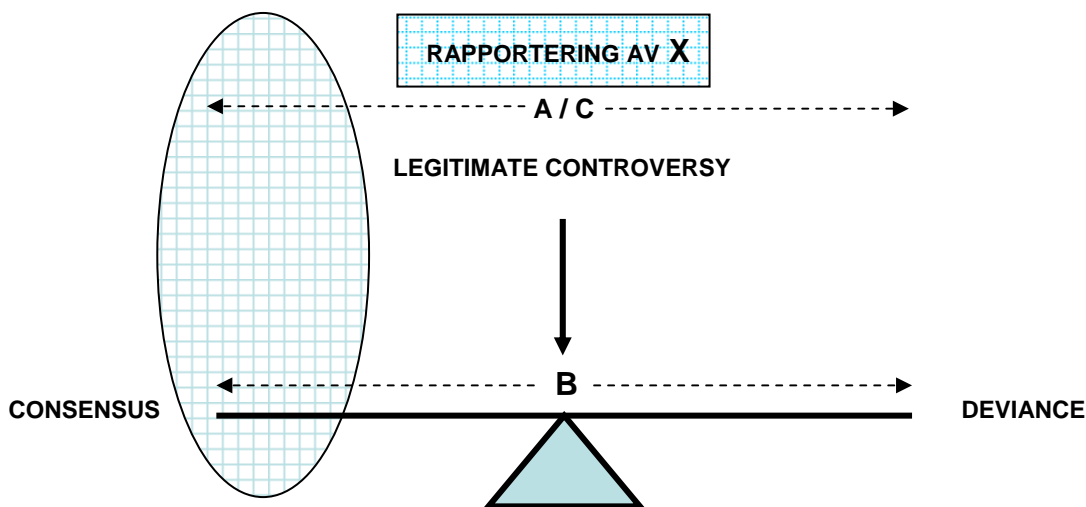 RAPPORTERING AV X
A / C
LEGITIMATE CONTROVERSY
B
CONSENSUS
DEVIANCE